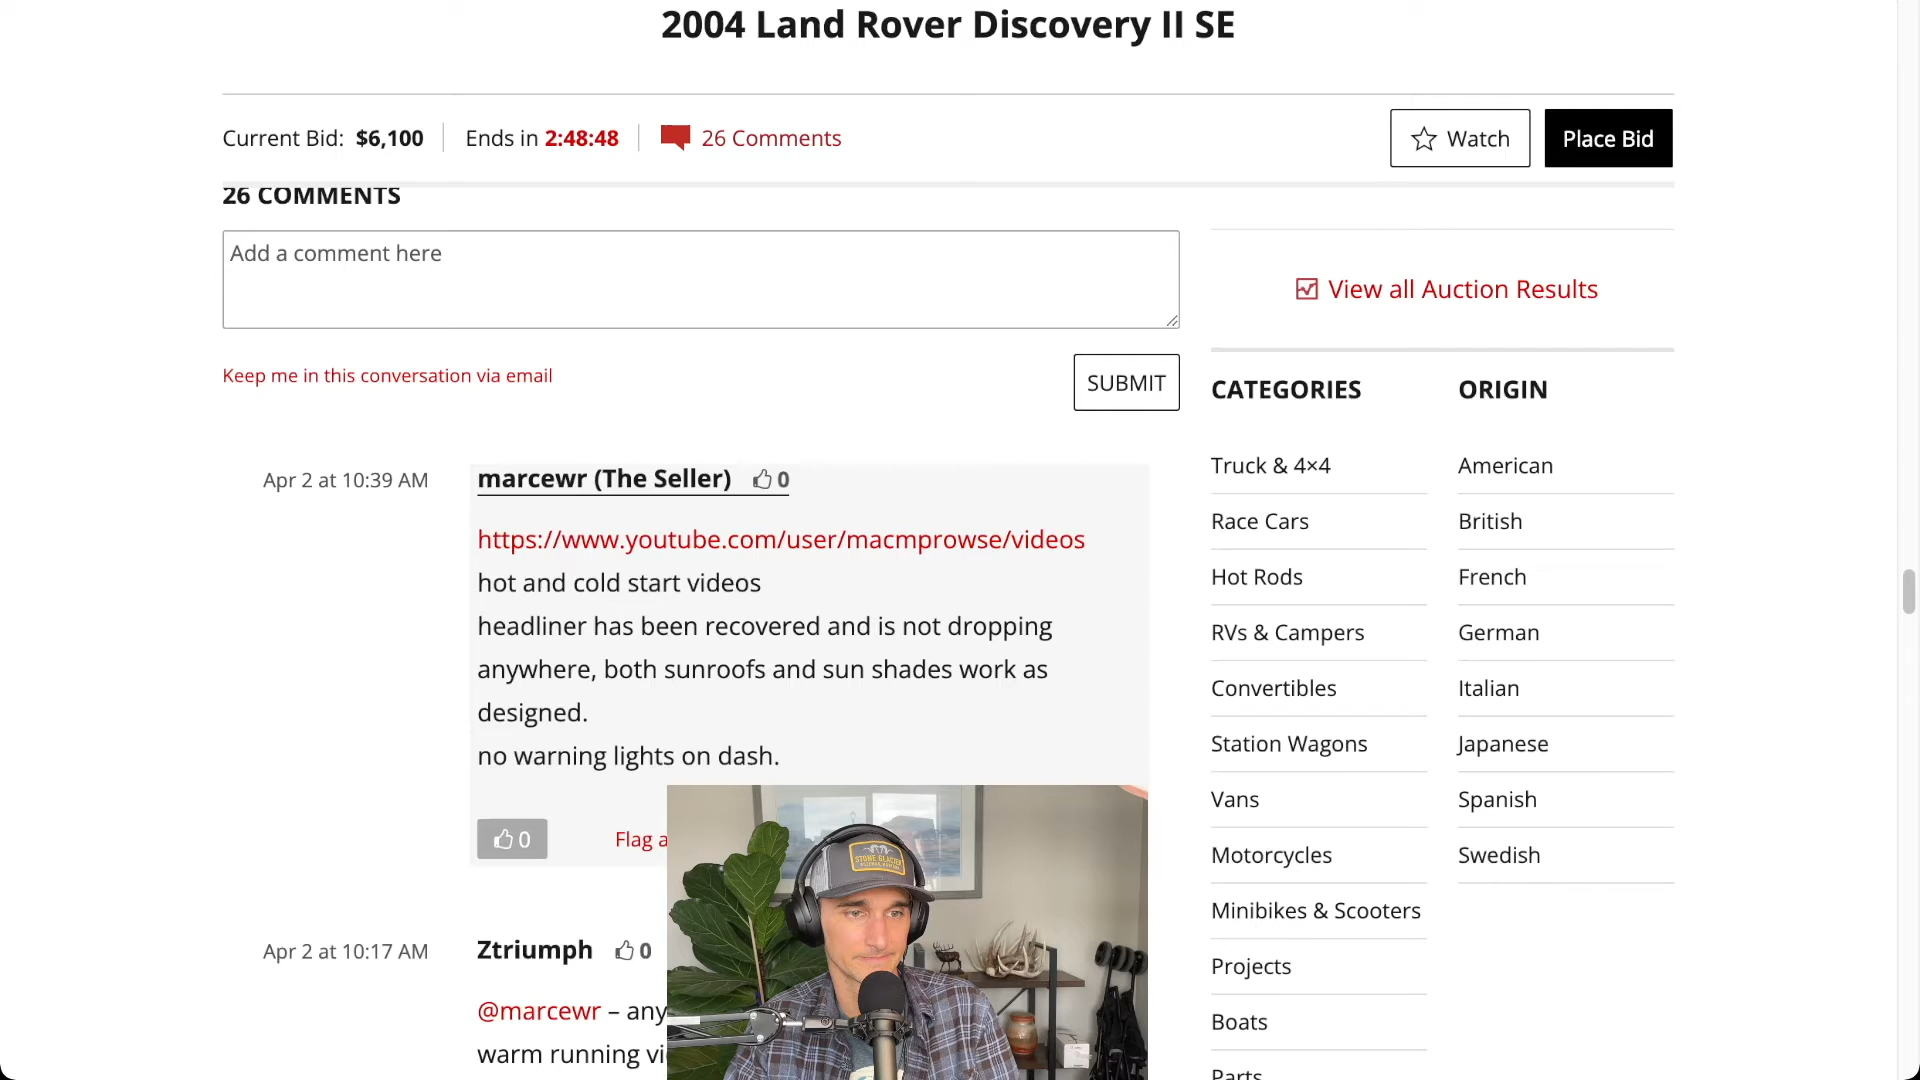 2004 Land Rover Discovery II SE
Current Bid: $6,100
Ends in 2:48:48
26 Comments
Watch
Place Bid
26 COMMENTS
Add a comment here
Keep me in this conversation via email
SUBMIT
Apr 2 at 10:39 AM
marcewr (The Seller) 0
https://www.youtube.com/user/macmprowse/videos
hot and cold start videos
headliner has been recovered and is not dropping
anywhere, both sunroofs and sun shades work as
designed.
no warning lights on dash.
0
Flag a
Apr 2 at 10:17 AM
Ztriumph 0
@marcewr – any
warm running vi
STONE GLACIER
View all Auction Results
CATEGORIES
Truck & 4×4
Race Cars
Hot Rods
RVs & Campers
Convertibles
Station Wagons
Vans
Motorcycles
Minibikes & Scooters
Projects
Boats
Parts
ORIGIN
American
British
French
German
Italian
Japanese
Spanish
Swedish